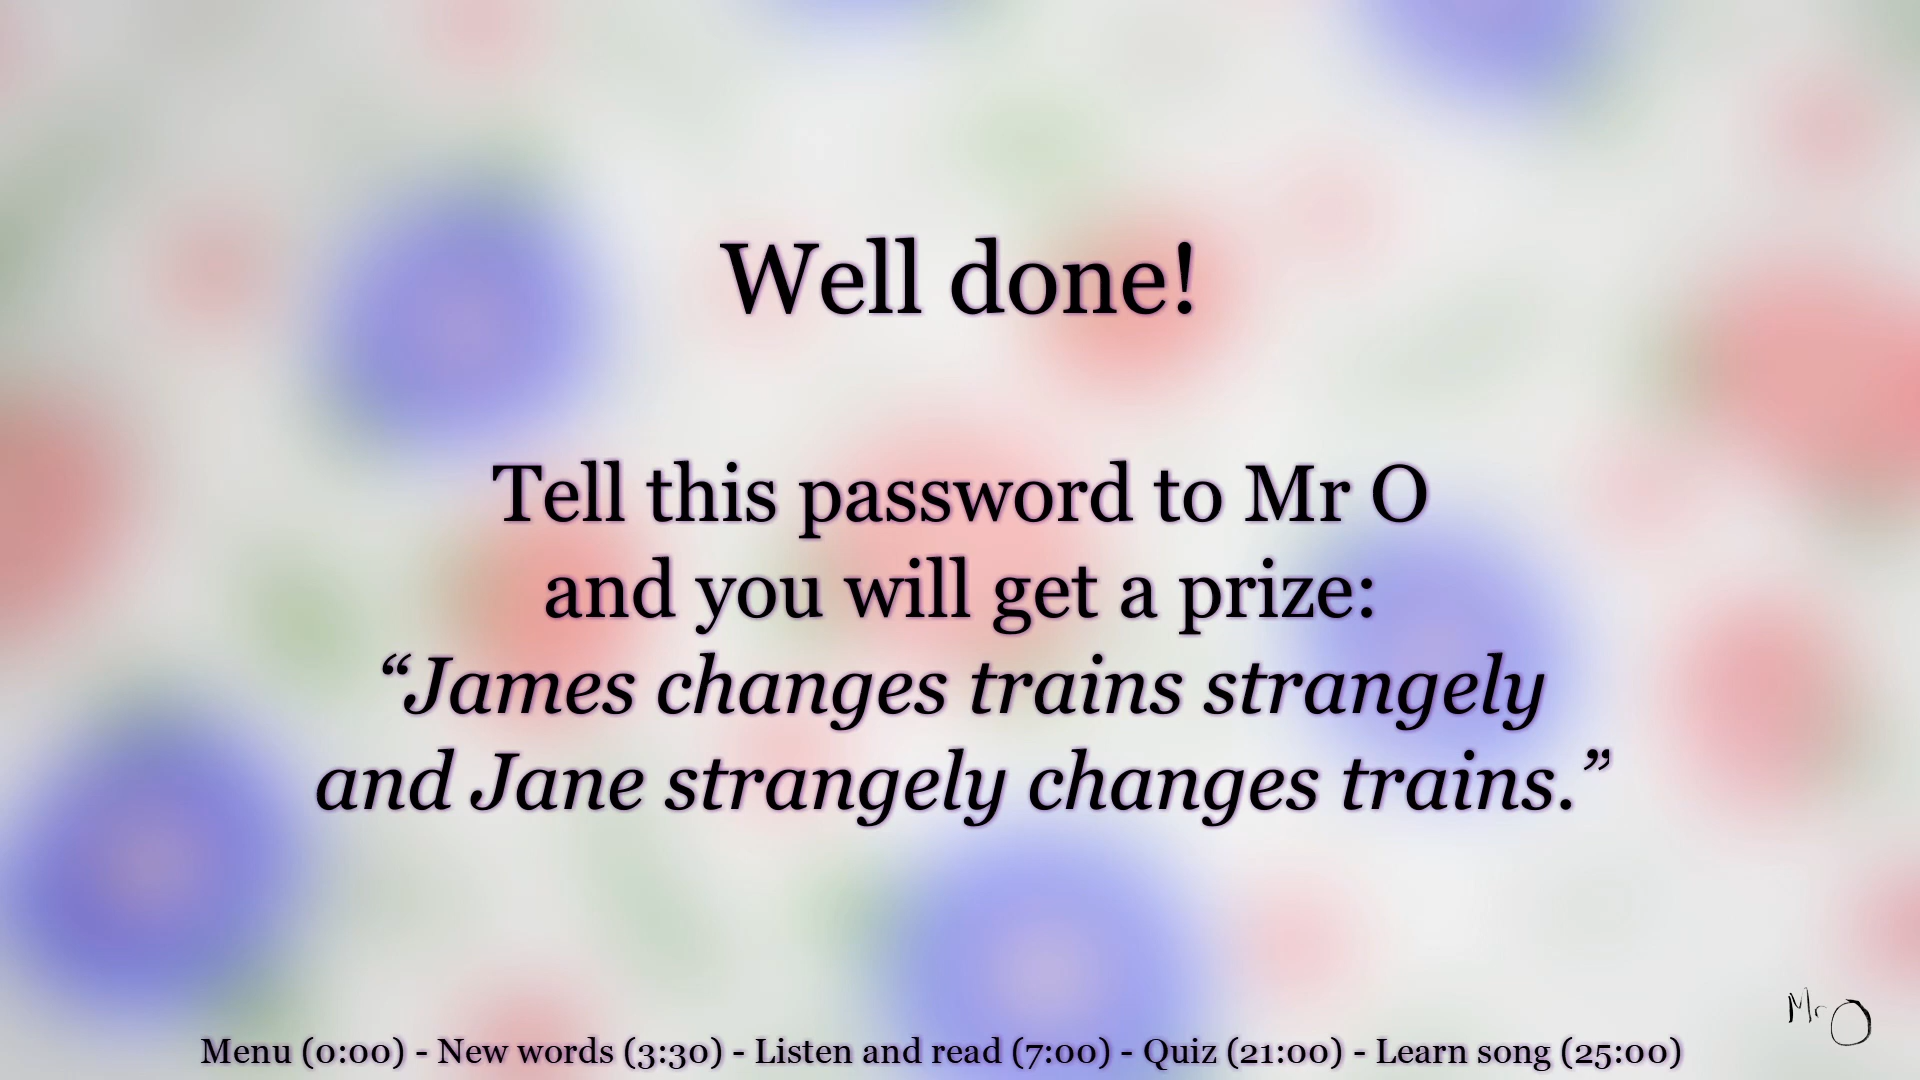 Well done!
Tell this password to Mr O
and you will get a prize:
“James changes trains strangely
and Jane strangely changes trains.”
Mr O
Menu (0:00) - New words (3:30) - Listen and read (7:00) - Quiz (21:00) - Learn song (25:00)